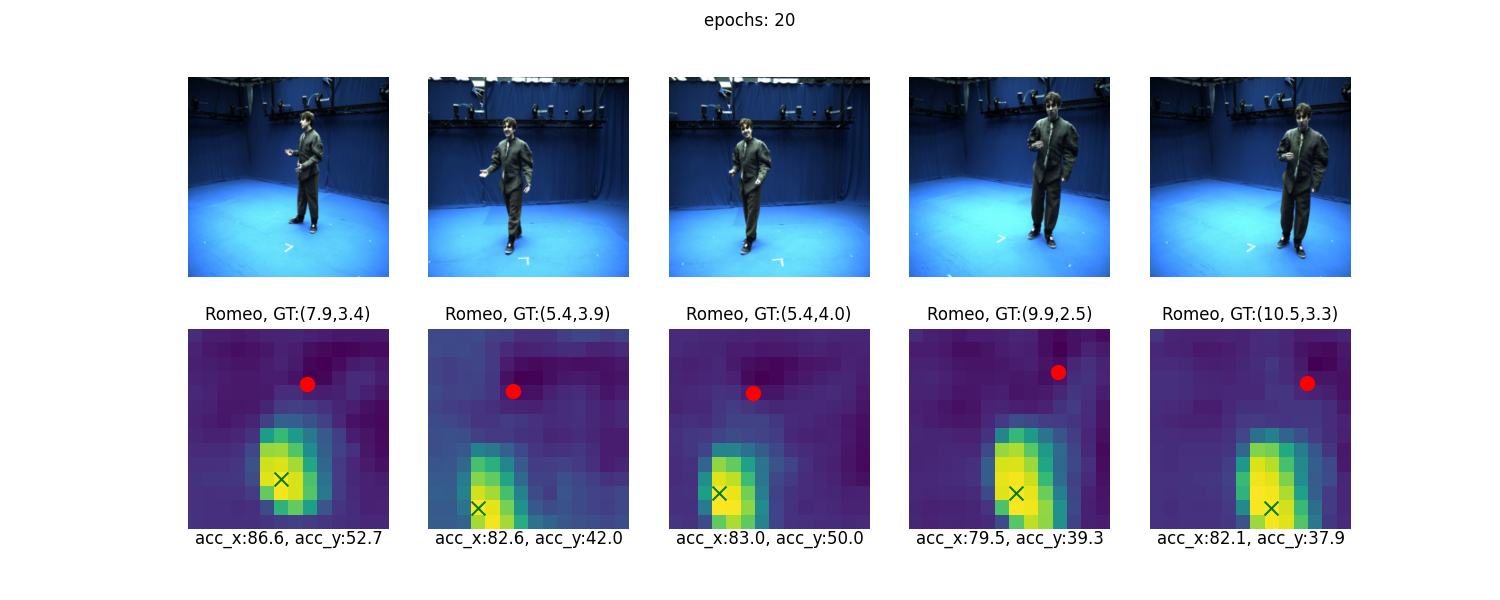 epochs: 20
Romeo, GT:(7.9,3.4)
Romeo, GT:(5.4,3.9)
Romeo, GT:(5.4,4.0)
Romeo, GT:(9.9,2.5)
Romeo, GT:(10.5,3.3)
acc_x:86.6, acc_y:52.7
acc_x:82.6, acc_y:42.0
acc_x:83.0, acc_y:50.0
acc_x:79.5, acc_y:39.3
acc_x:82.1, acc_y:37.9